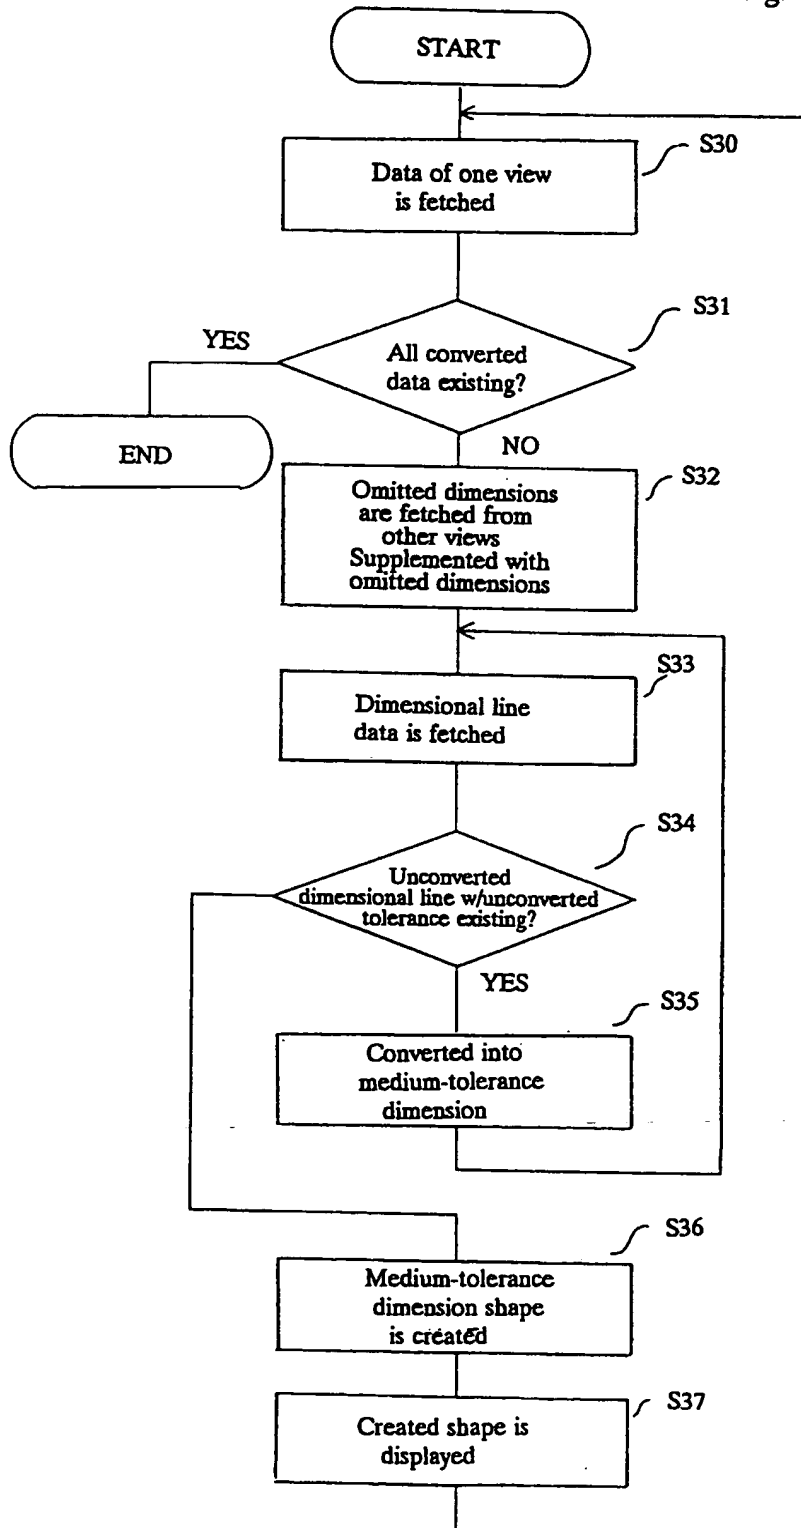 START
S30
Data of one view
is fetched
S31
YES
All converted
data existing?
END
NO
S32
Omitted dimensions
are fetched from
other views
Supplemented with
omitted dimensions
S33
Dimensional line
data is fetched
S34
Unconverted
dimensional line w/unconverted
tolerance existing?
YES
S35
Converted into
medium-tolerance
dimension
S36
Medium-tolerance
dimension shape
is created
S37
Created shape is
displayed